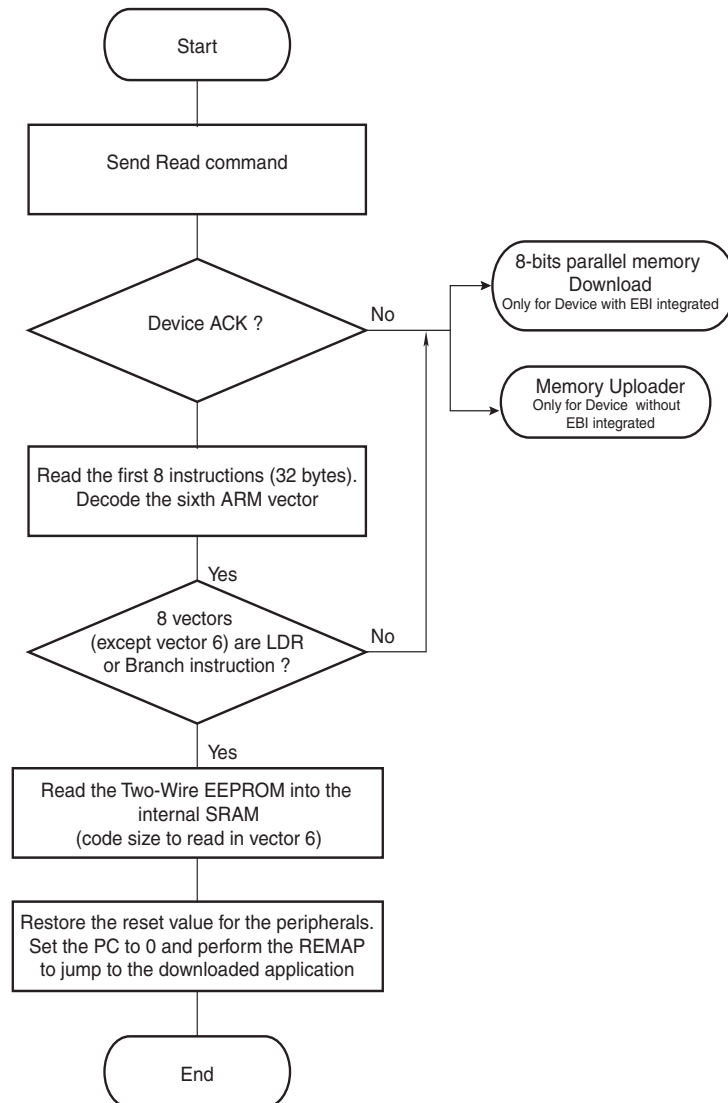 Start
Send Read command
Device ACK ?
No
8-bits parallel memory
Download
Only for Device with EBI integrated
Memory Uploader
Only for Device without
EBI integrated
Read the first 8 instructions (32 bytes).
Decode the sixth ARM vector
Yes
8 vectors
(except vector 6) are LDR
or Branch instruction ?
No
Yes
Read the Two-Wire EEPROM into the
internal SRAM
(code size to read in vector 6)
Restore the reset value for the peripherals.
Set the PC to 0 and perform the REMAP
to jump to the downloaded application
End